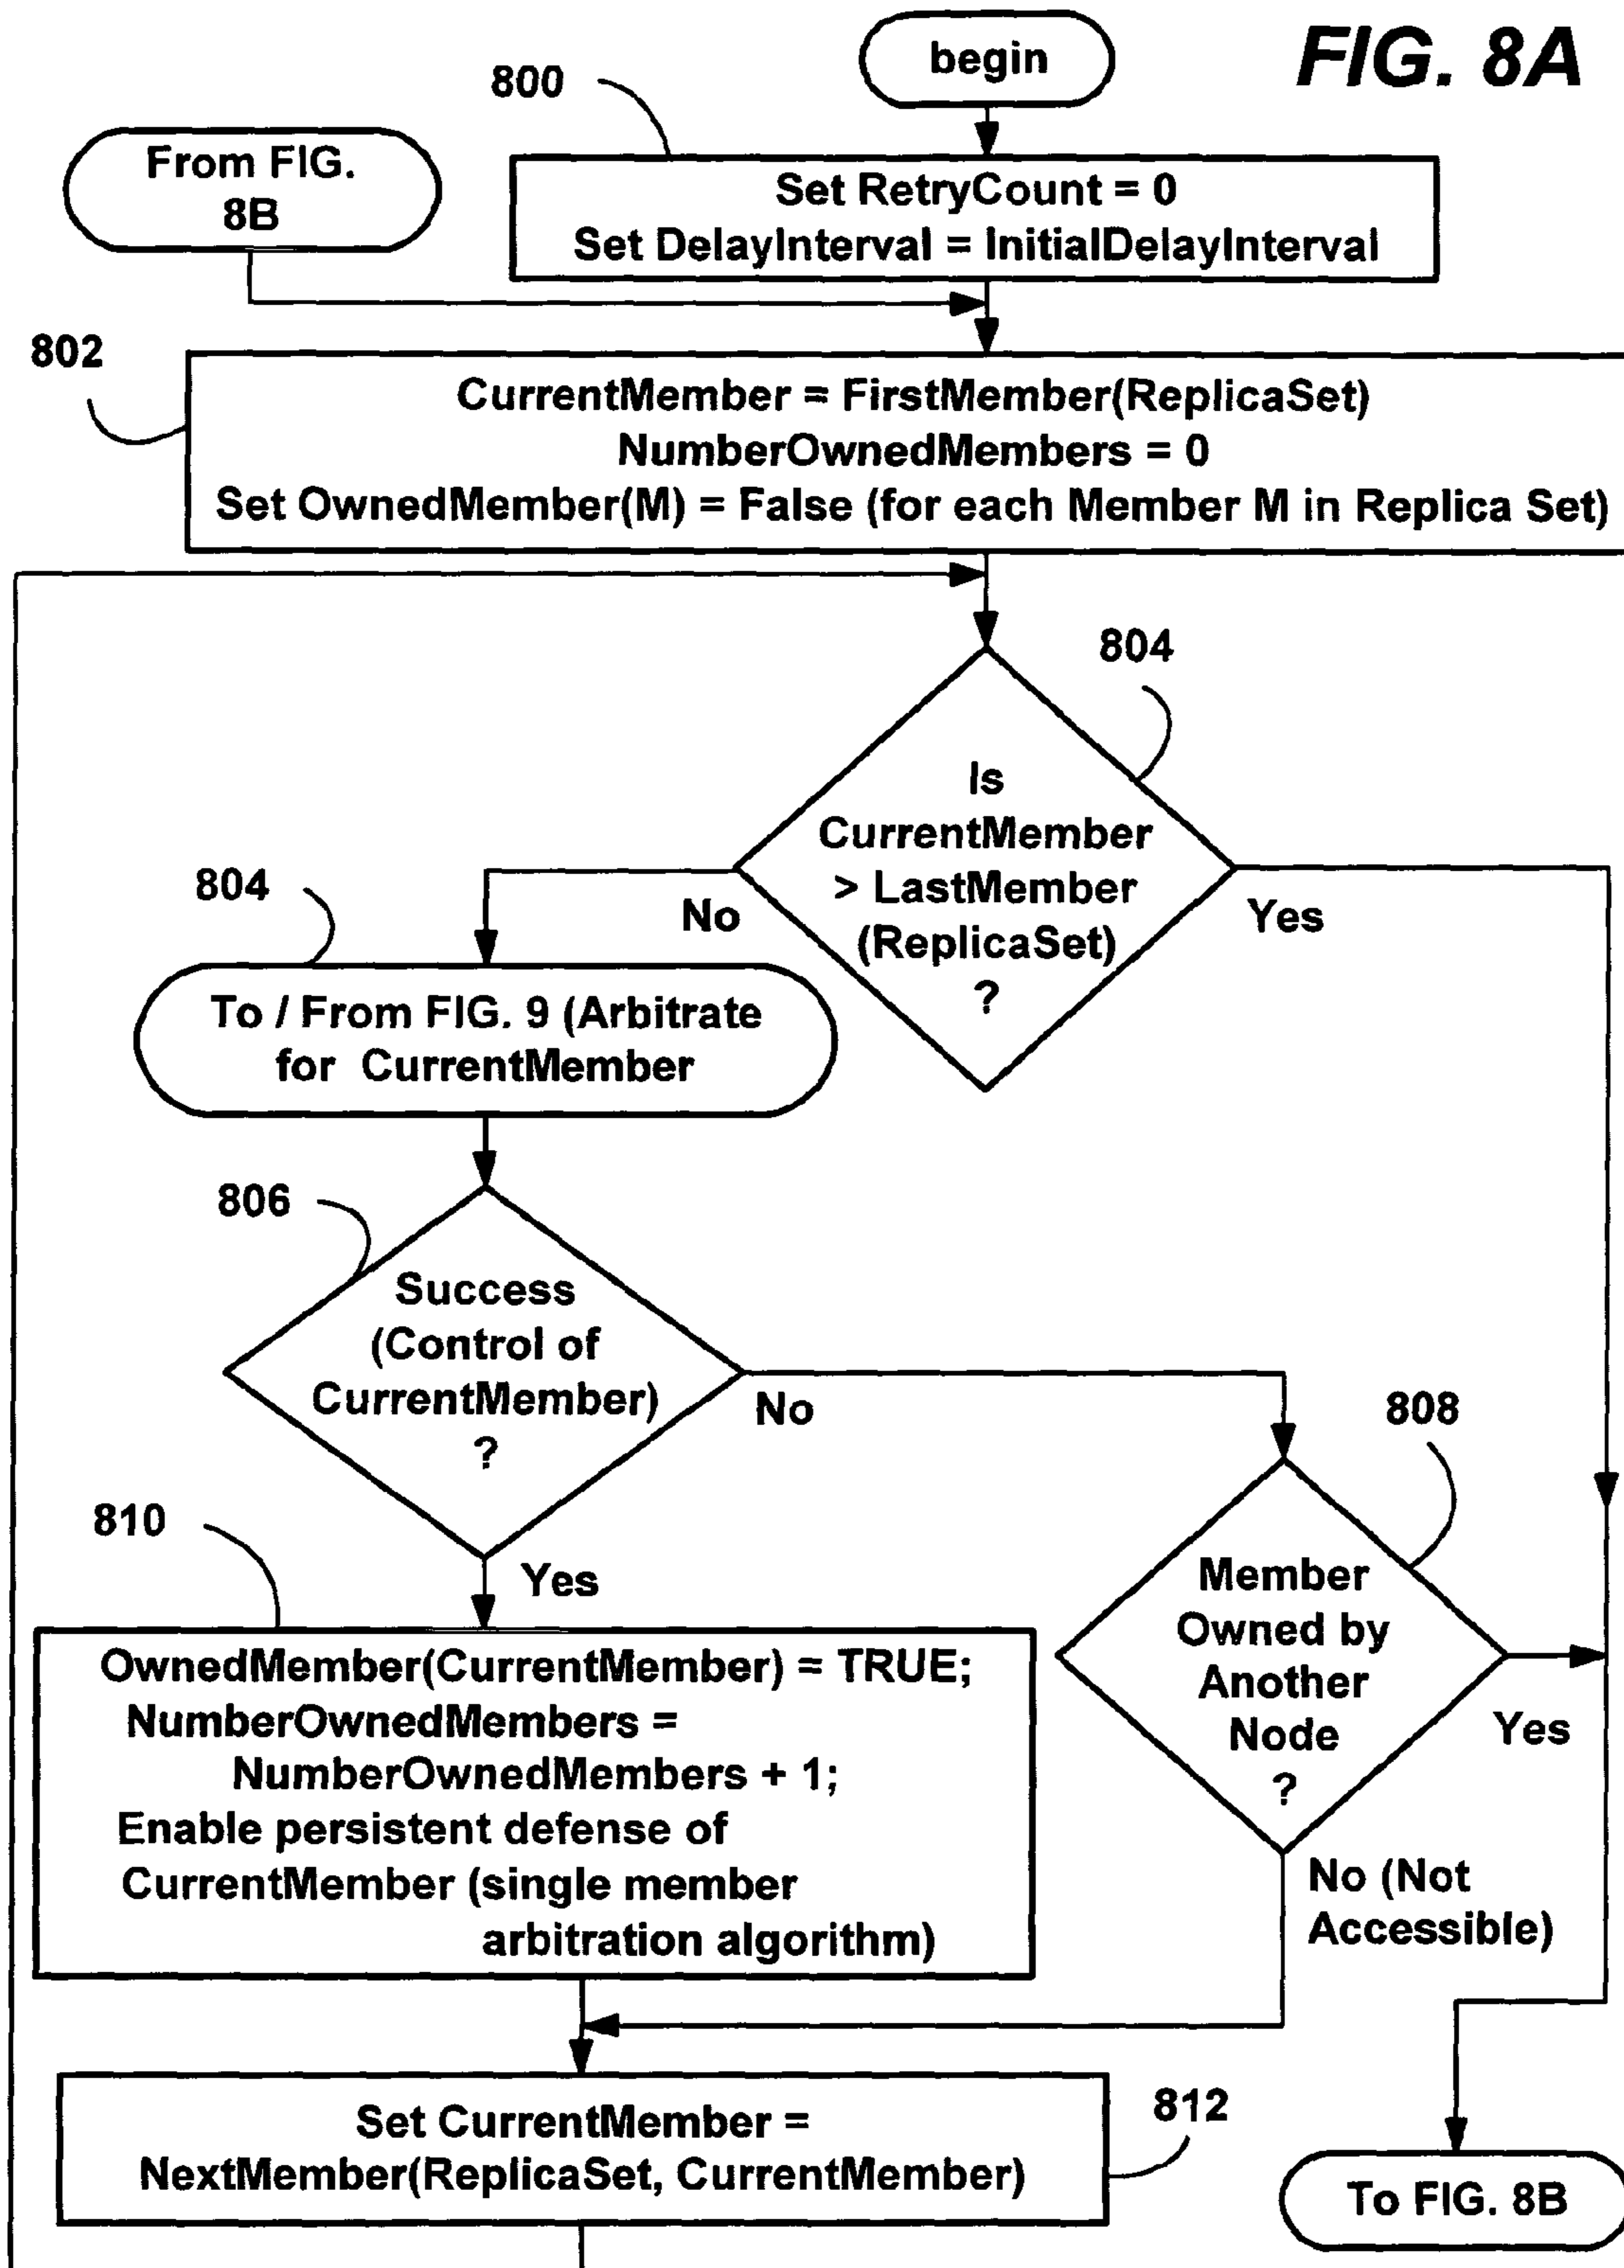 FIG. 8A
begin
800
From FIG.
8B
Set RetryCount = 0
Set DelayInterval = InitialDelayInterval
802
CurrentMember = FirstMember(ReplicaSet)
NumberOwnedMembers = 0
Set OwnedMember(M) = False (for each Member M in Replica Set)
804
Is
CurrentMember
> LastMember
(ReplicaSet)
?
No
Yes
804
To / From FIG. 9 (Arbitrate
for CurrentMember
806
Success
(Control of
CurrentMember)
?
No
Yes
808
Member
Owned by
Another
Node
?
Yes
No (Not
Accessible)
810
OwnedMember(CurrentMember) = TRUE;
NumberOwnedMembers =
NumberOwnedMembers + 1;
Enable persistent defense of
CurrentMember (single member
arbitration algorithm)
812
Set CurrentMember =
NextMember(ReplicaSet, CurrentMember)
To FIG. 8B